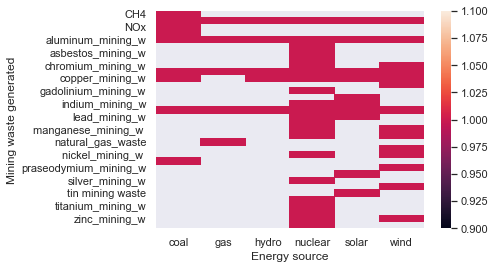 Mining waste generated
CH4
NOx
aluminum_mining_w
asbestos_mining_w
chromium_mining_w
copper_mining_w
gadolinium_mining_w
indium_mining_w
lead_mining_w
manganese_mining_w
natural_gas_waste
nickel_mining_w
praseodymium_mining_w
silver_mining_w
tin mining waste
titanium_mining_w
zinc_mining_w
coal gas hydro nuclear solar wind
Energy source
1.100
1.075
1.050
1.025
1.000
0.975
0.950
0.925
0.900